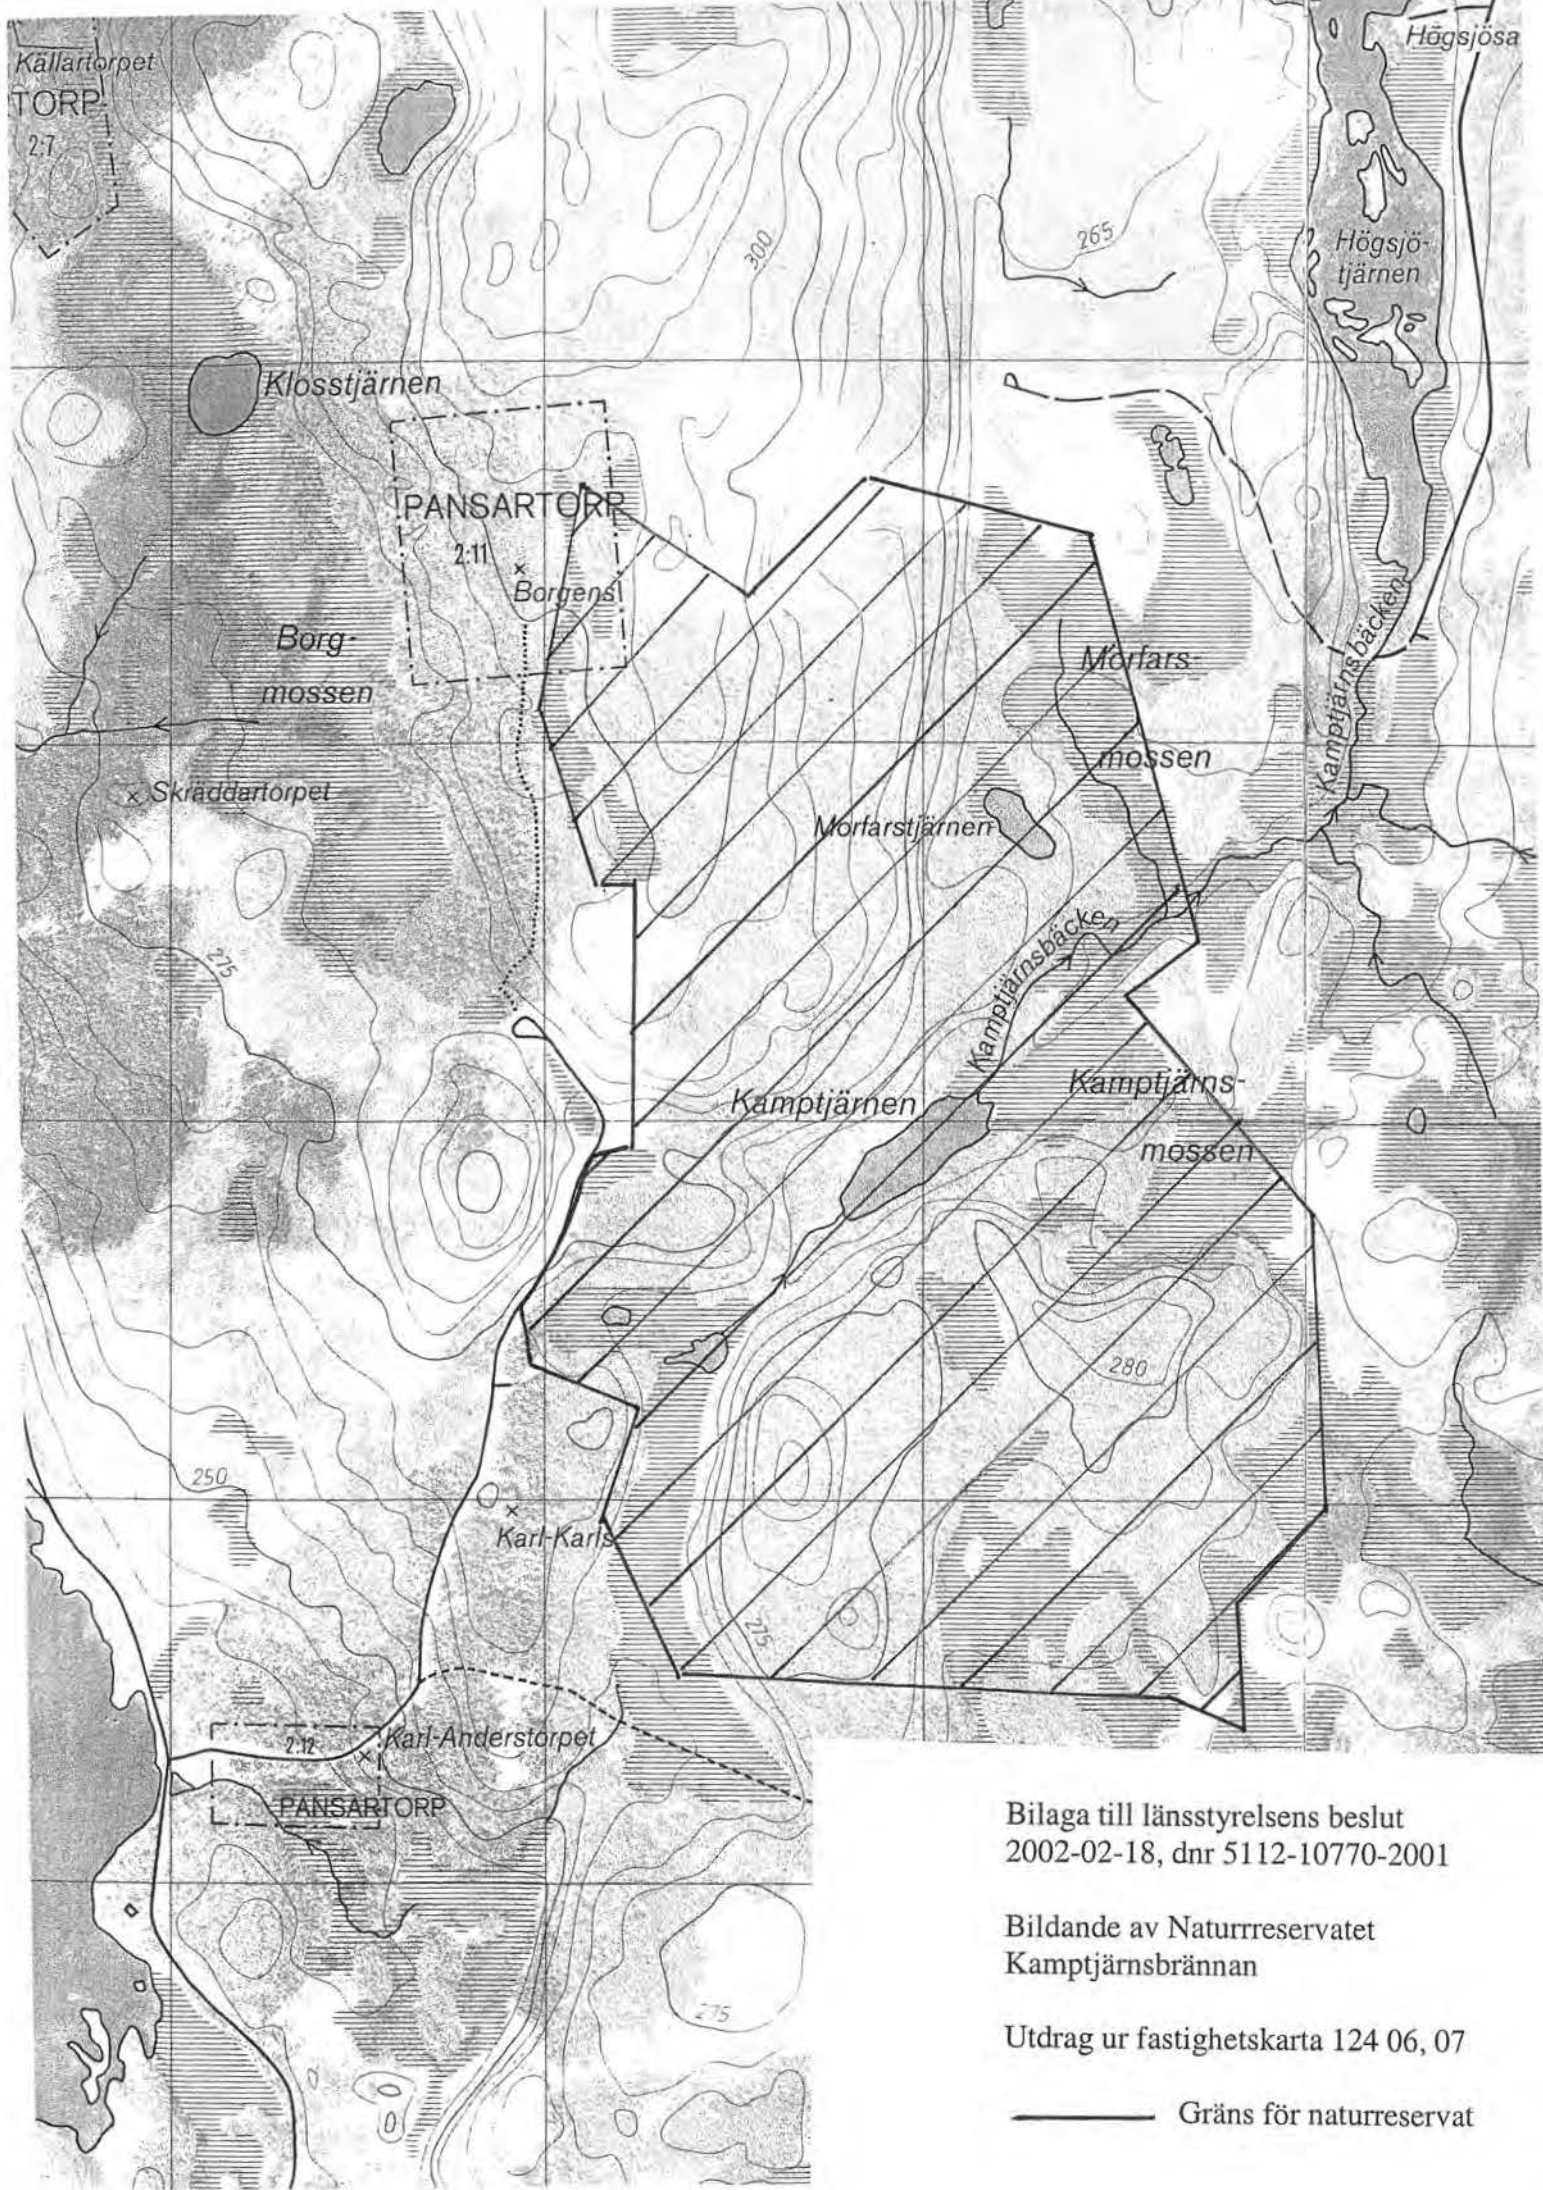 Högsjösa
Källartorpet
TORP
2:7
300
265
Högsjö-
tjärnen
Klosstjärnen
PANSARTORP
2:11
Borgens
Borg-
mossen
Kamptjärnsbäcken
Morfars-
mossen
Skräddartorpet
Morfarstjärnen
Kamptjärnsbäcken
275
Kamptjärnen
Kamptjärns-
mossen
280
250
Karl-Karls
275
2:12
Karl-Anderstorpet
PANSARTORP
275
Bilaga till länsstyrelsens beslut
2002-02-18, dnr 5112-10770-2001
Bildande av Naturrreservatet
Kamptjärnsbrännan
Utdrag ur fastighetskarta 124 06, 07
Gräns för naturreservat